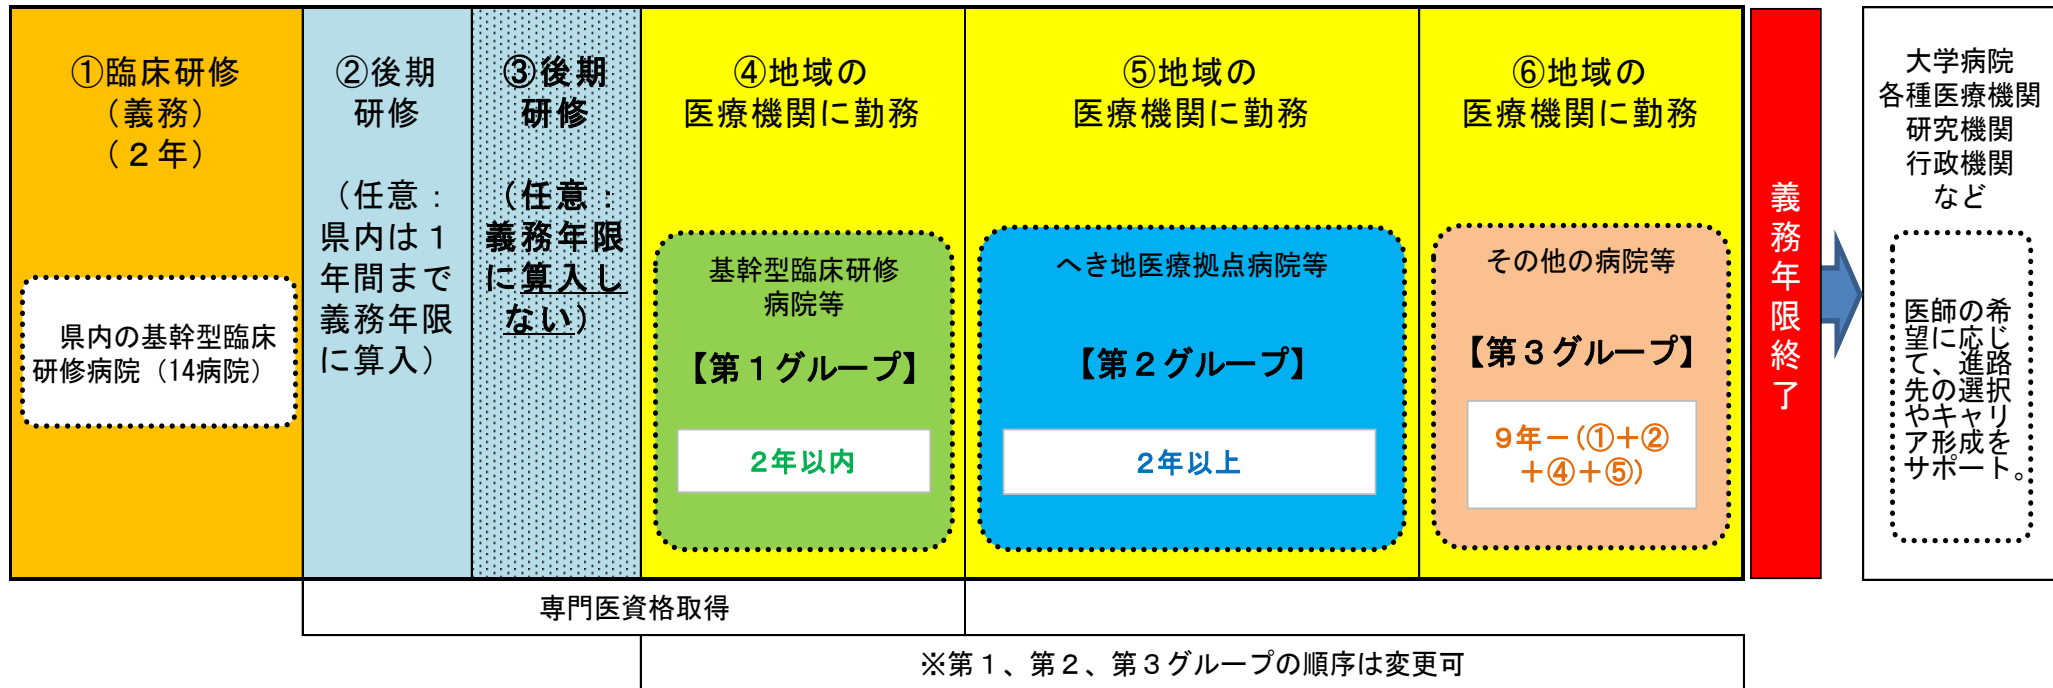 ①臨床研修
（義務）
（２年）
県内の基幹型臨床
研修病院（14病院）
②後期
研修
（任意：
県内は１
年間まで
義務年限
に算入）
③後期
研修
（任意：
義務年限
に算入し
ない）
④地域の
医療機関に勤務
基幹型臨床研修
病院等
【第１グループ】
２年以内
⑤地域の
医療機関に勤務
へき地医療拠点病院等
【第２グループ】
２年以上
⑥地域の
医療機関に勤務
その他の病院等
【第３グループ】
９年－(①＋②
＋④＋⑤)
義務年限終了
大学病院
各種医療機関
研究機関
行政機関
など
医師の希
望に応じ
て、進路
先の選択
やキャリ
ア形成を
サポート。
専門医資格取得
※第１、第２、第３グループの順序は変更可